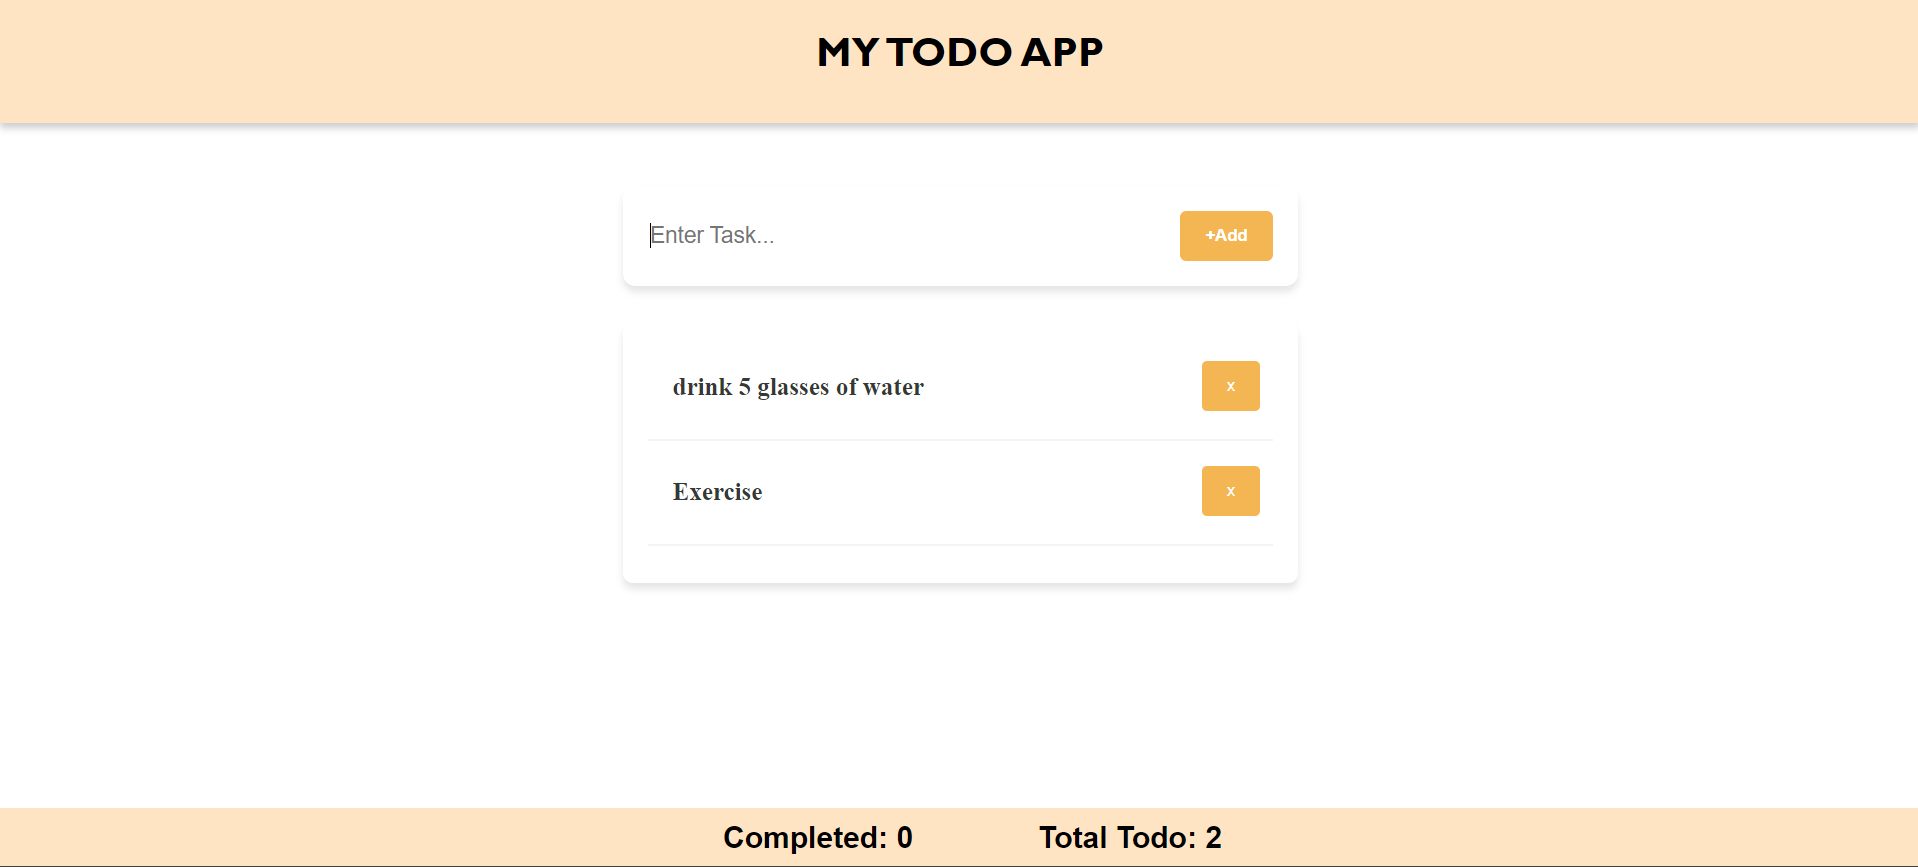 MY TODO APP
Enter Task...
+Add
drink 5 glasses of water
x
Exercise
x
Completed: 0 Total Todo: 2